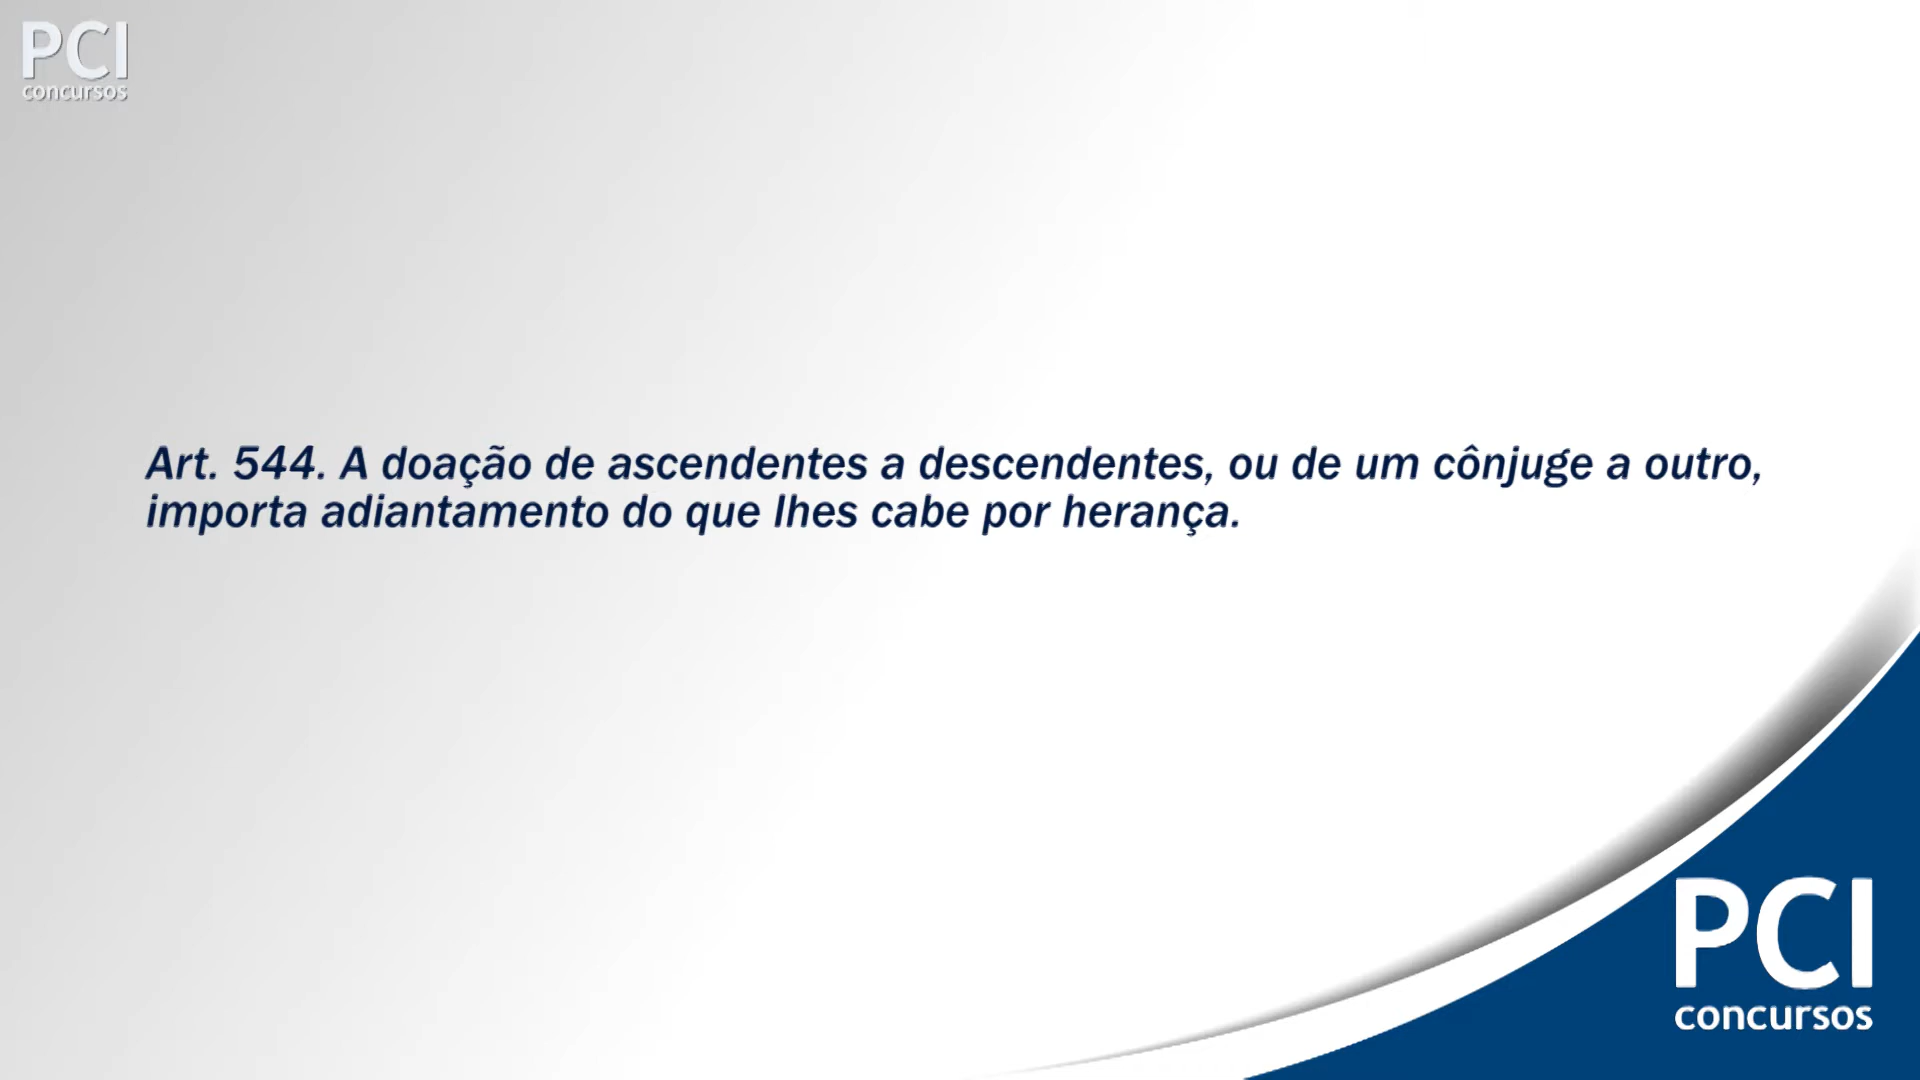 PCI
concursos
Art. 544. A doação de ascendentes a descendentes, ou de um cônjuge a outro,
importa adiantamento do que lhes cabe por herança.
PCI
concursos